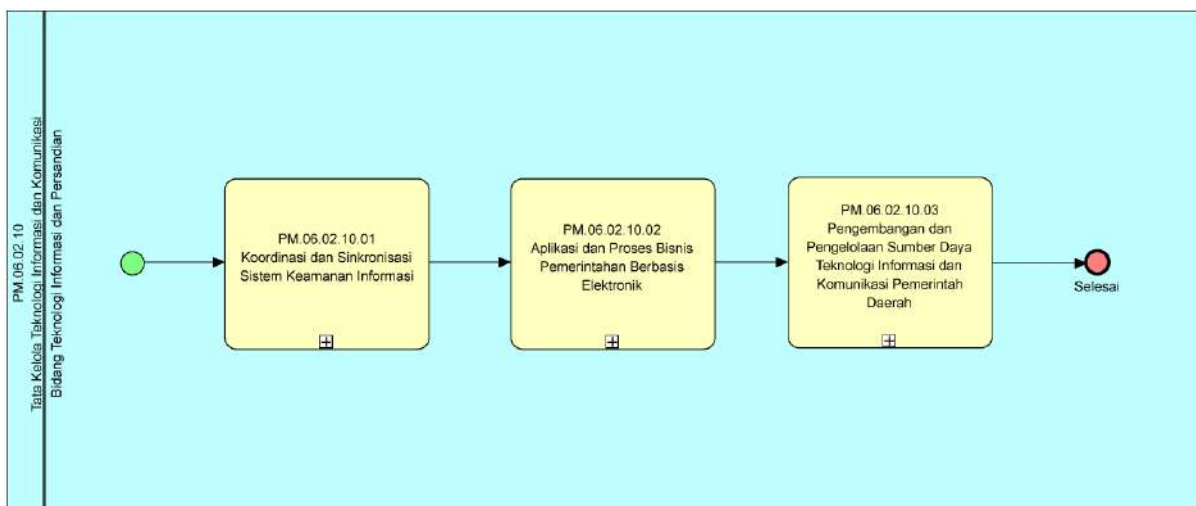 PM.06.02.10
Tata Kelola Teknologi Informasi dan Komunikasi
Bidang Teknologi Informasi dan Persandian
PM.06.02.10.01
Koordinasi dan Sinkronisasi
Sistem Keamanan Informasi
PM.06.02.10.02
Aplikasi dan Proses Bisnis
Pemerintahan Berbasis
Elektronik
PM.06.02.10.03
Pengembangan dan
Pengelolaan Sumber Daya
Teknologi Informasi dan
Komunikasi Pemerintah
Daerah
Selesai